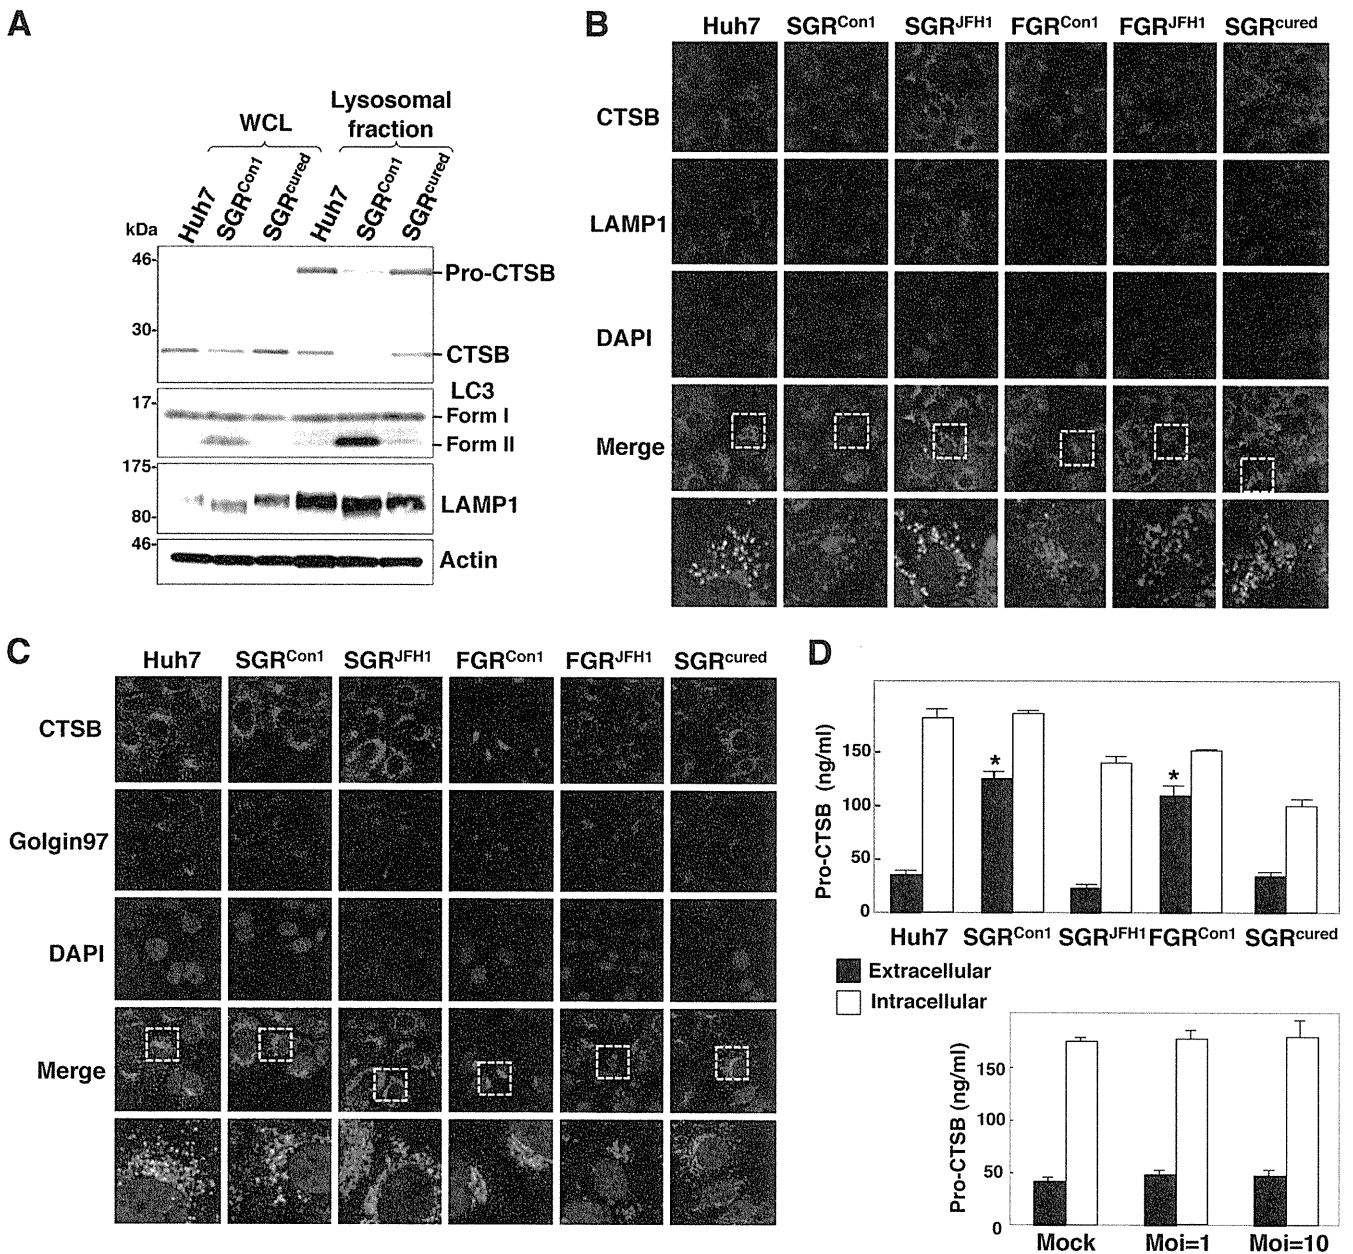 A
WCL
Lysosomal
fraction
Huh7
SGRCon1
SGRcured
Huh7
SGRCon1
SGRcured
kDa
46-
Pro-CTSB
30-
CTSB
LC3
17-
Form I
Form II
175-
LAMP1
80-
46-
Actin
B
Huh7 SGRCon1 SGRJFH1 FGRCon1 FGRJFH1 SGRcured
CTSB
LAMP1
DAPI
Merge
C
Huh7 SGRCon1 SGRJFH1 FGRCon1 FGRJFH1 SGRcured
CTSB
Golgin97
DAPI
Merge
D
Pro-CTSB (ng/ml)
150
100
50
0
* *
Huh7 SGRCon1 SGRJFH1 FGRCon1 SGRcured
Extracellular
Intracellular
Pro-CTSB (ng/ml)
150
100
50
0
Mock Moi=1 Moi=10